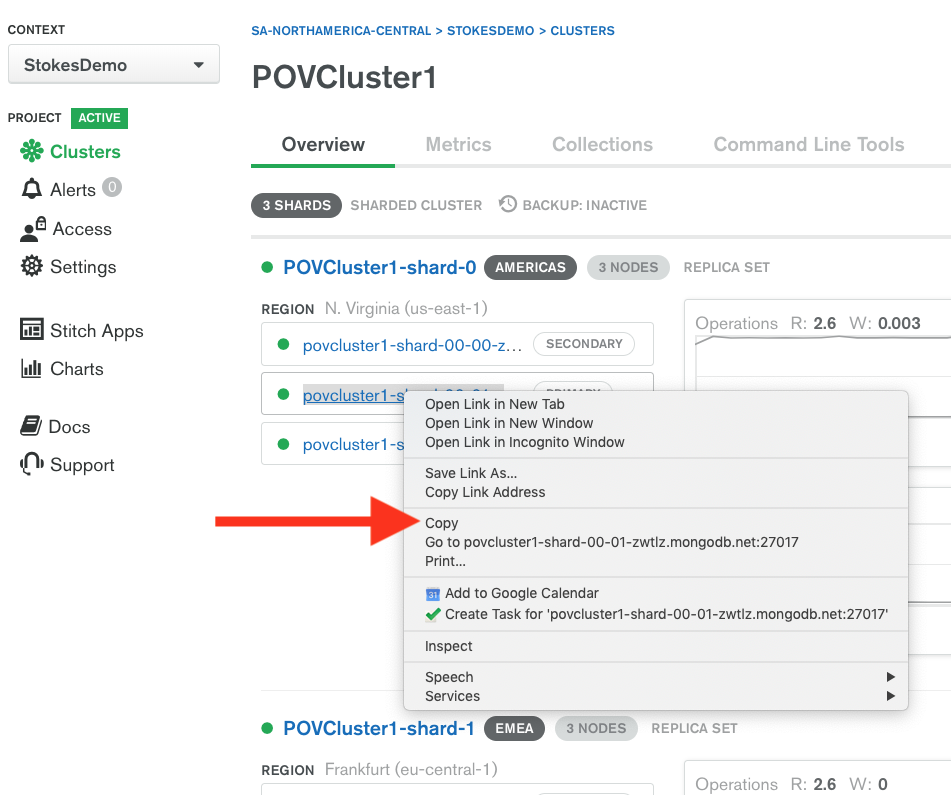 CONTEXT
StokesDemo
PROJECT ACTIVE
Clusters
Alerts 0
Access
Settings
Stitch Apps
Charts
Docs
Support
SA-NORTHAMERICA-CENTRAL > STOKESDEMO > CLUSTERS
POVCluster1
Overview Metrics Collections Command Line Tools
3 SHARDS SHARDED CLUSTER BACKUP: INACTIVE
POVCluster1-shard-0 AMERICAS 3 NODES REPLICA SET
REGION N. Virginia (us-east-1)
povcluster1-shard-00-00-z... SECONDARY
Operations R: 2.6 W: 0.003
povcluster1-s PRIMARY
povcluster1-s
Open Link in New Tab
Open Link in New Window
Open Link in Incognito Window
Save Link As...
Copy Link Address
Copy
Go to povcluster1-shard-00-01-zwtlz.mongodb.net:27017
Print...
31 Add to Google Calendar
Create Task for 'povcluster1-shard-00-01-zwtlz.mongodb.net:27017'
Inspect
Speech
Services
POVCluster1-shard-1 EMEA 3 NODES REPLICA SET
REGION Frankfurt (eu-central-1)
Operations R: 2.6 W: 0